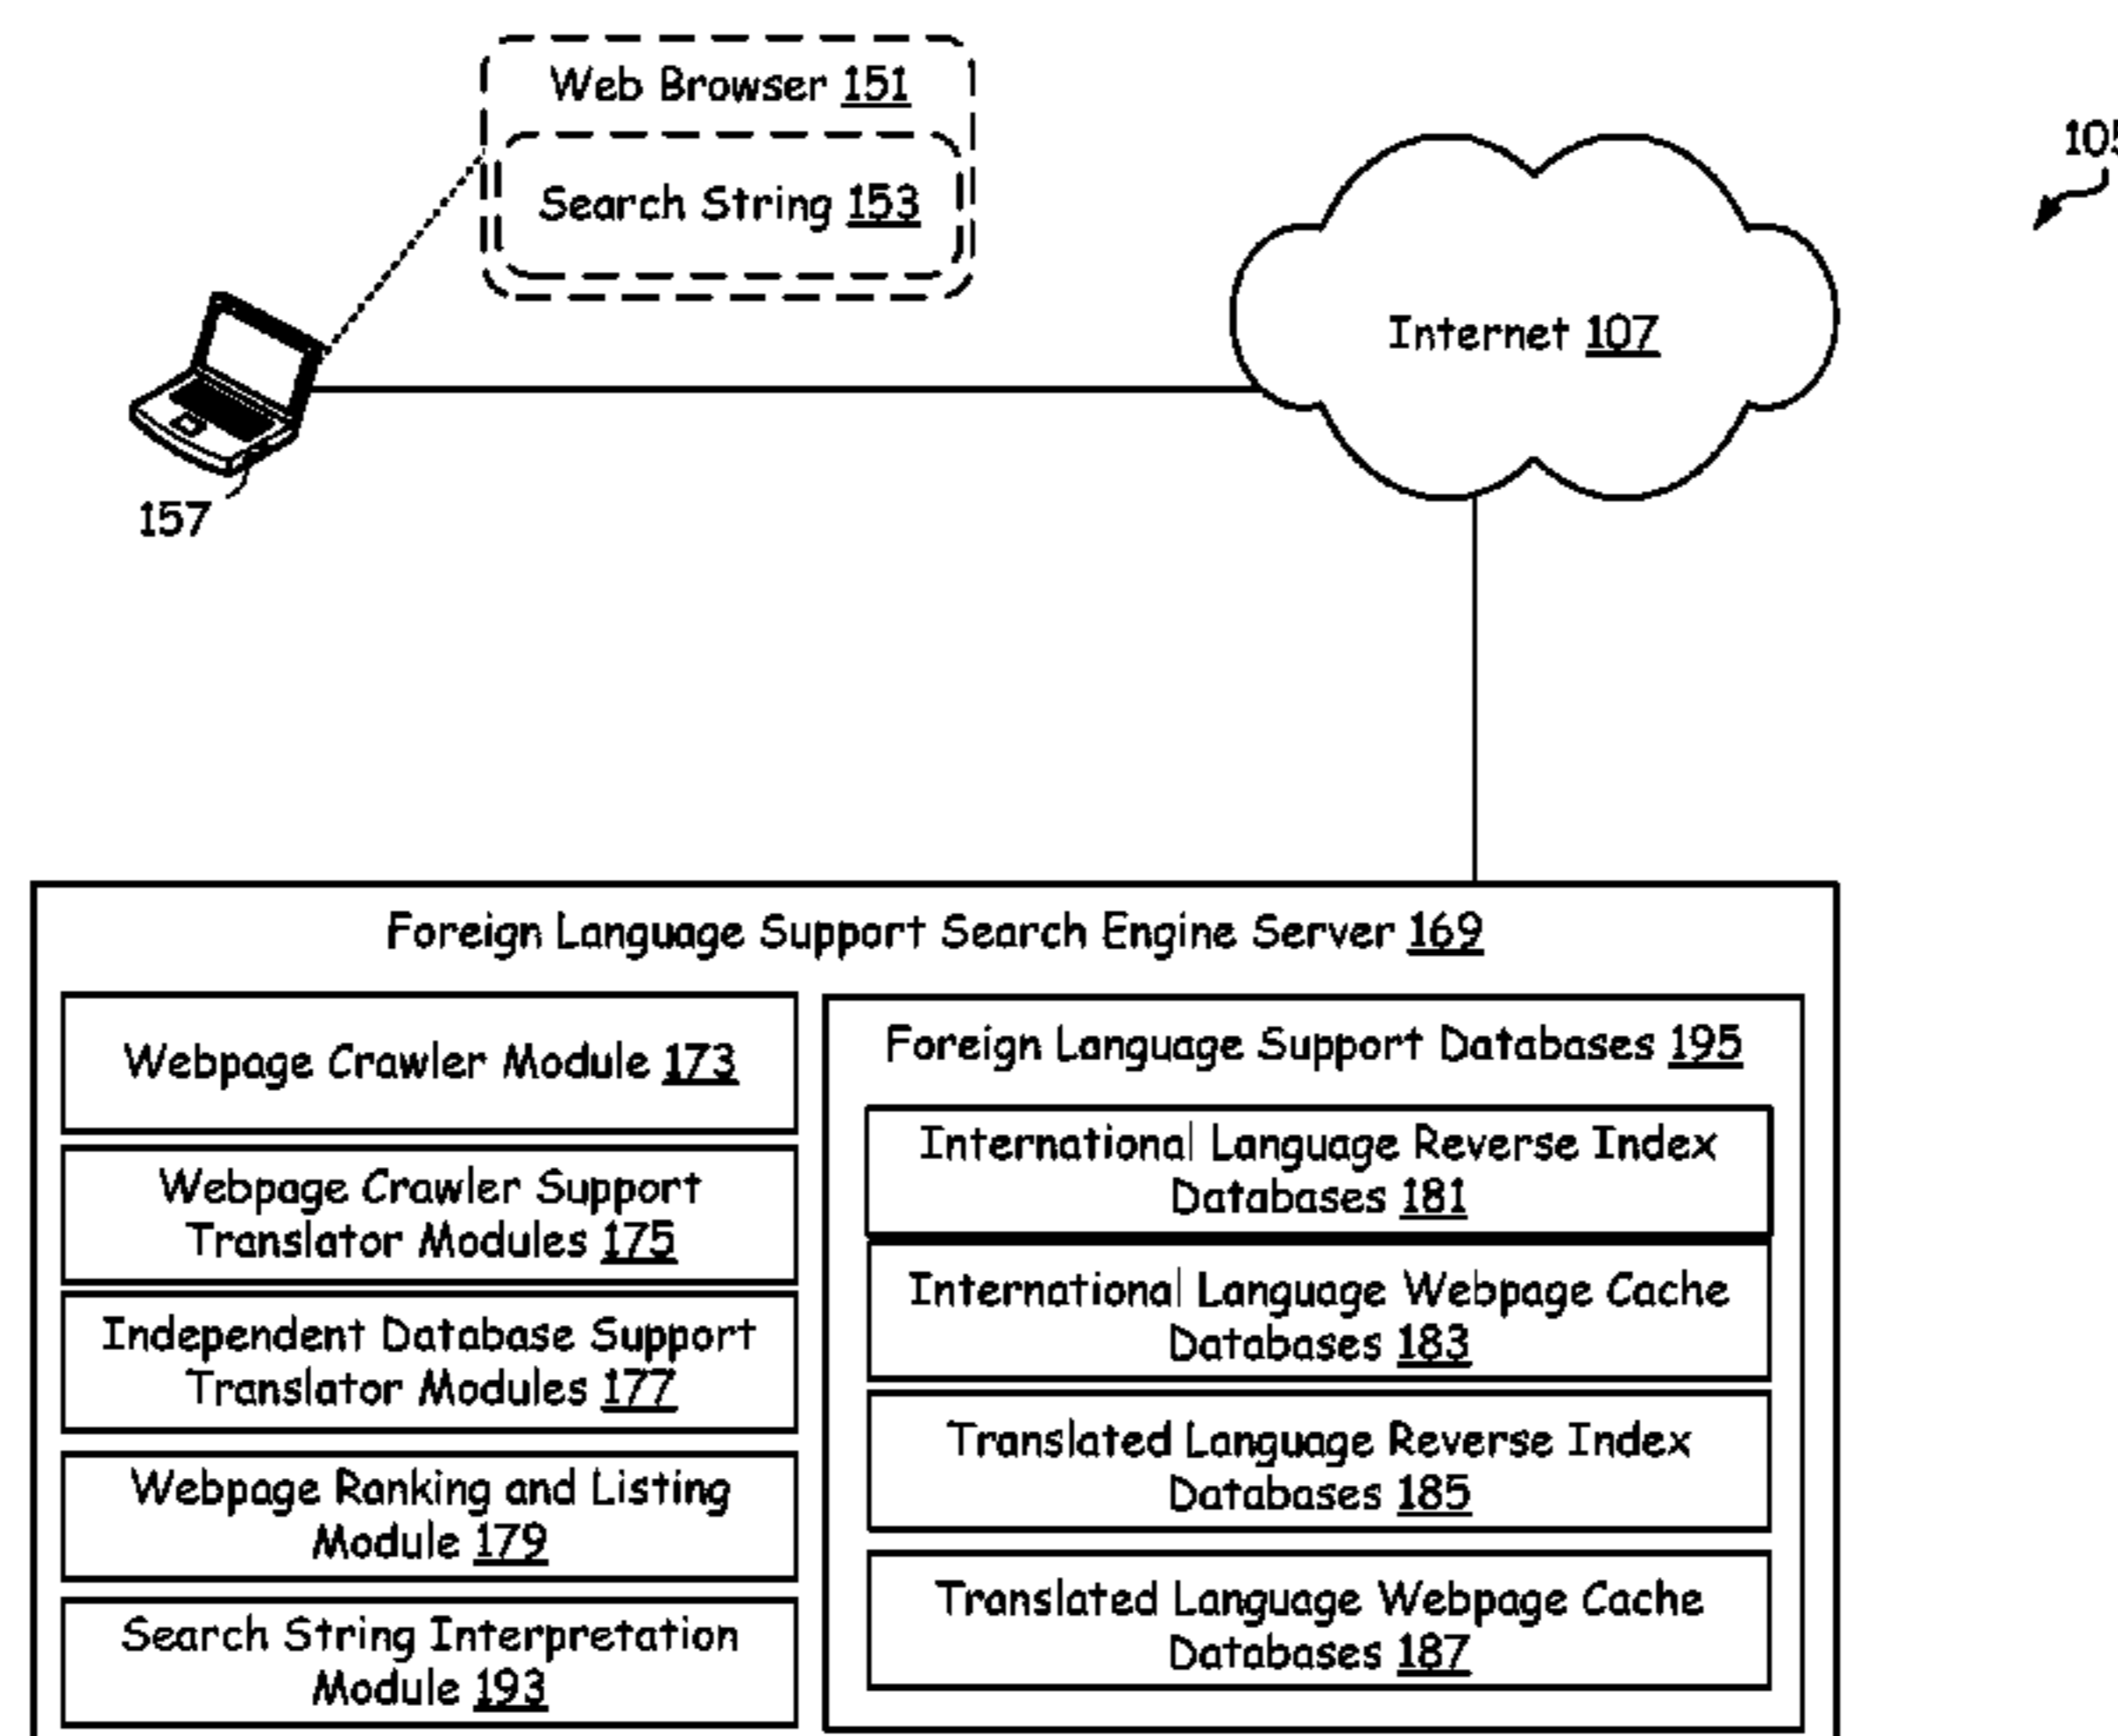 Web Browser 151
Search String 153
Internet 107
157
Foreign Language Support Search Engine Server 169
Webpage Crawler Module 173
Webpage Crawler Support
Translator Modules 175
Independent Database Support
Translator Modules 177
Webpage Ranking and Listing
Module 179
Search String Interpretation
Module 193
Foreign Language Support Databases 195
International Language Reverse Index
Databases 181
International Language Webpage Cache
Databases 183
Translated Language Reverse Index
Databases 185
Translated Language Webpage Cache
Databases 187